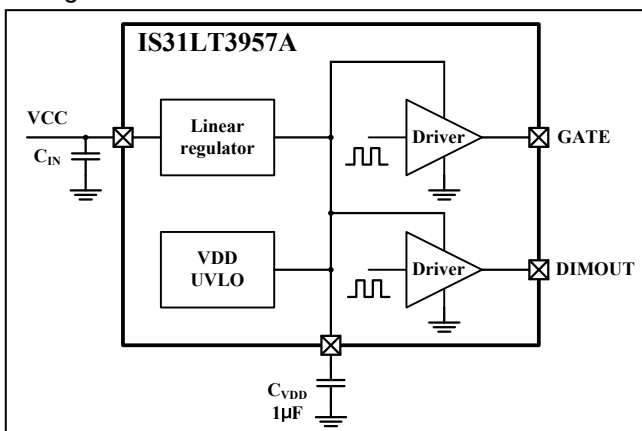 IS31LT3957A
VCC
CIN
Linear
regulator
Driver
GATE
VDD
UVLO
Driver
DIMOUT
CVDD
1µF